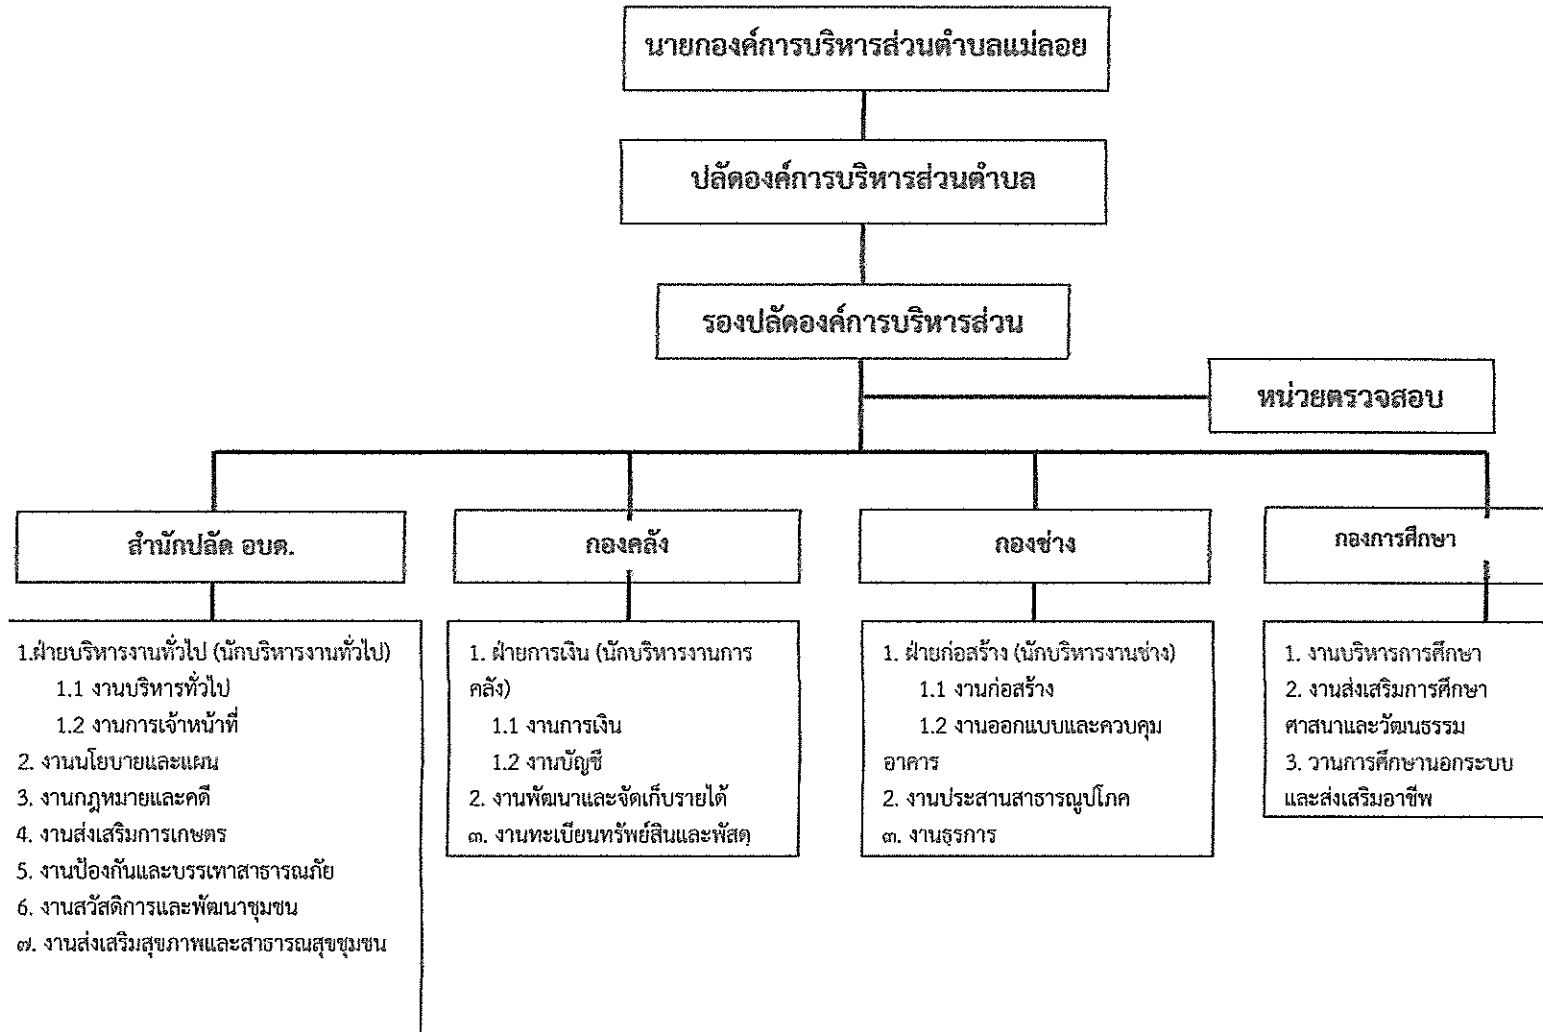 นายกองค์การบริหารส่วนตำบลแม่ลอย
ปลัดองค์การบริหารส่วนตำบล
รองปลัดองค์การบริหารส่วน
หน่วยตรวจสอบ
สำนักปลัด อบต.
กองคลัง
กองช่าง
กองการศึกษา
1.ฝ่ายบริหารงานทั่วไป (นักบริหารงานทั่วไป)
1.1 งานบริหารทั่วไป
1.2 งานการเจ้าหน้าที่
2. งานนโยบายและแผน
3. งานกฎหมายและคดี
4. งานส่งเสริมการเกษตร
5. งานป้องกันและบรรเทาสาธารณภัย
6. งานสวัสดิการและพัฒนาชุมชน
๗. งานส่งเสริมสุขภาพและสาธารณสุขชุมชน
1. ฝ่ายการเงิน (นักบริหารงานการ
คลัง)
1.1 งานการเงิน
1.2 งานบัญชี
2. งานพัฒนาและจัดเก็บรายได้
๓. งานทะเบียนทรัพย์สินและพัสดุ
1. ฝ่ายก่อสร้าง (นักบริหารงานช่าง)
1.1 งานก่อสร้าง
1.2 งานออกแบบและควบคุม
อาคาร
2. งานประสานสาธารณูปโภค
๓. งานธุรการ
1. งานบริหารการศึกษา
2. งานส่งเสริมการศึกษา
ศาสนาและวัฒนธรรม
3. วานการศึกษานอกระบบ
และส่งเสริมอาชีพ